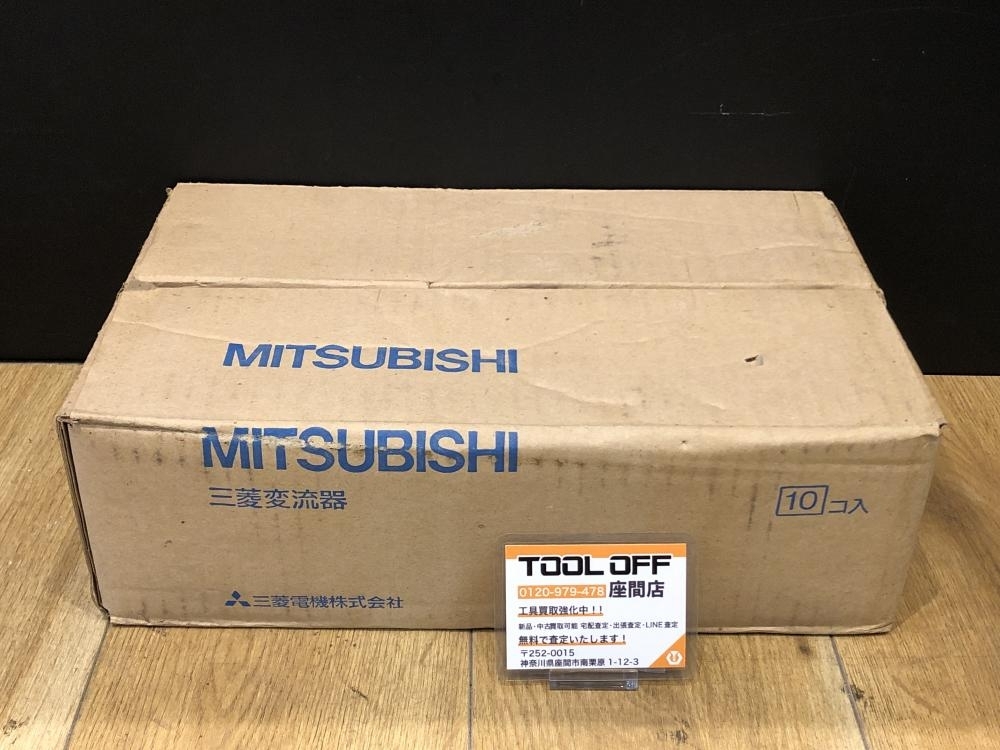 MITSUBISHI
MITSUBISHI
三菱変流器
10コ入
三菱電機株式会社
TOOL OFF
0120-979-478 座間店
工具買取強化中！！
新品・中古買取可能 宅配査定・出張査定・LINE査定
無料で査定いたします！
〒252-0015
神奈川県座間市南栗原 1-12-3